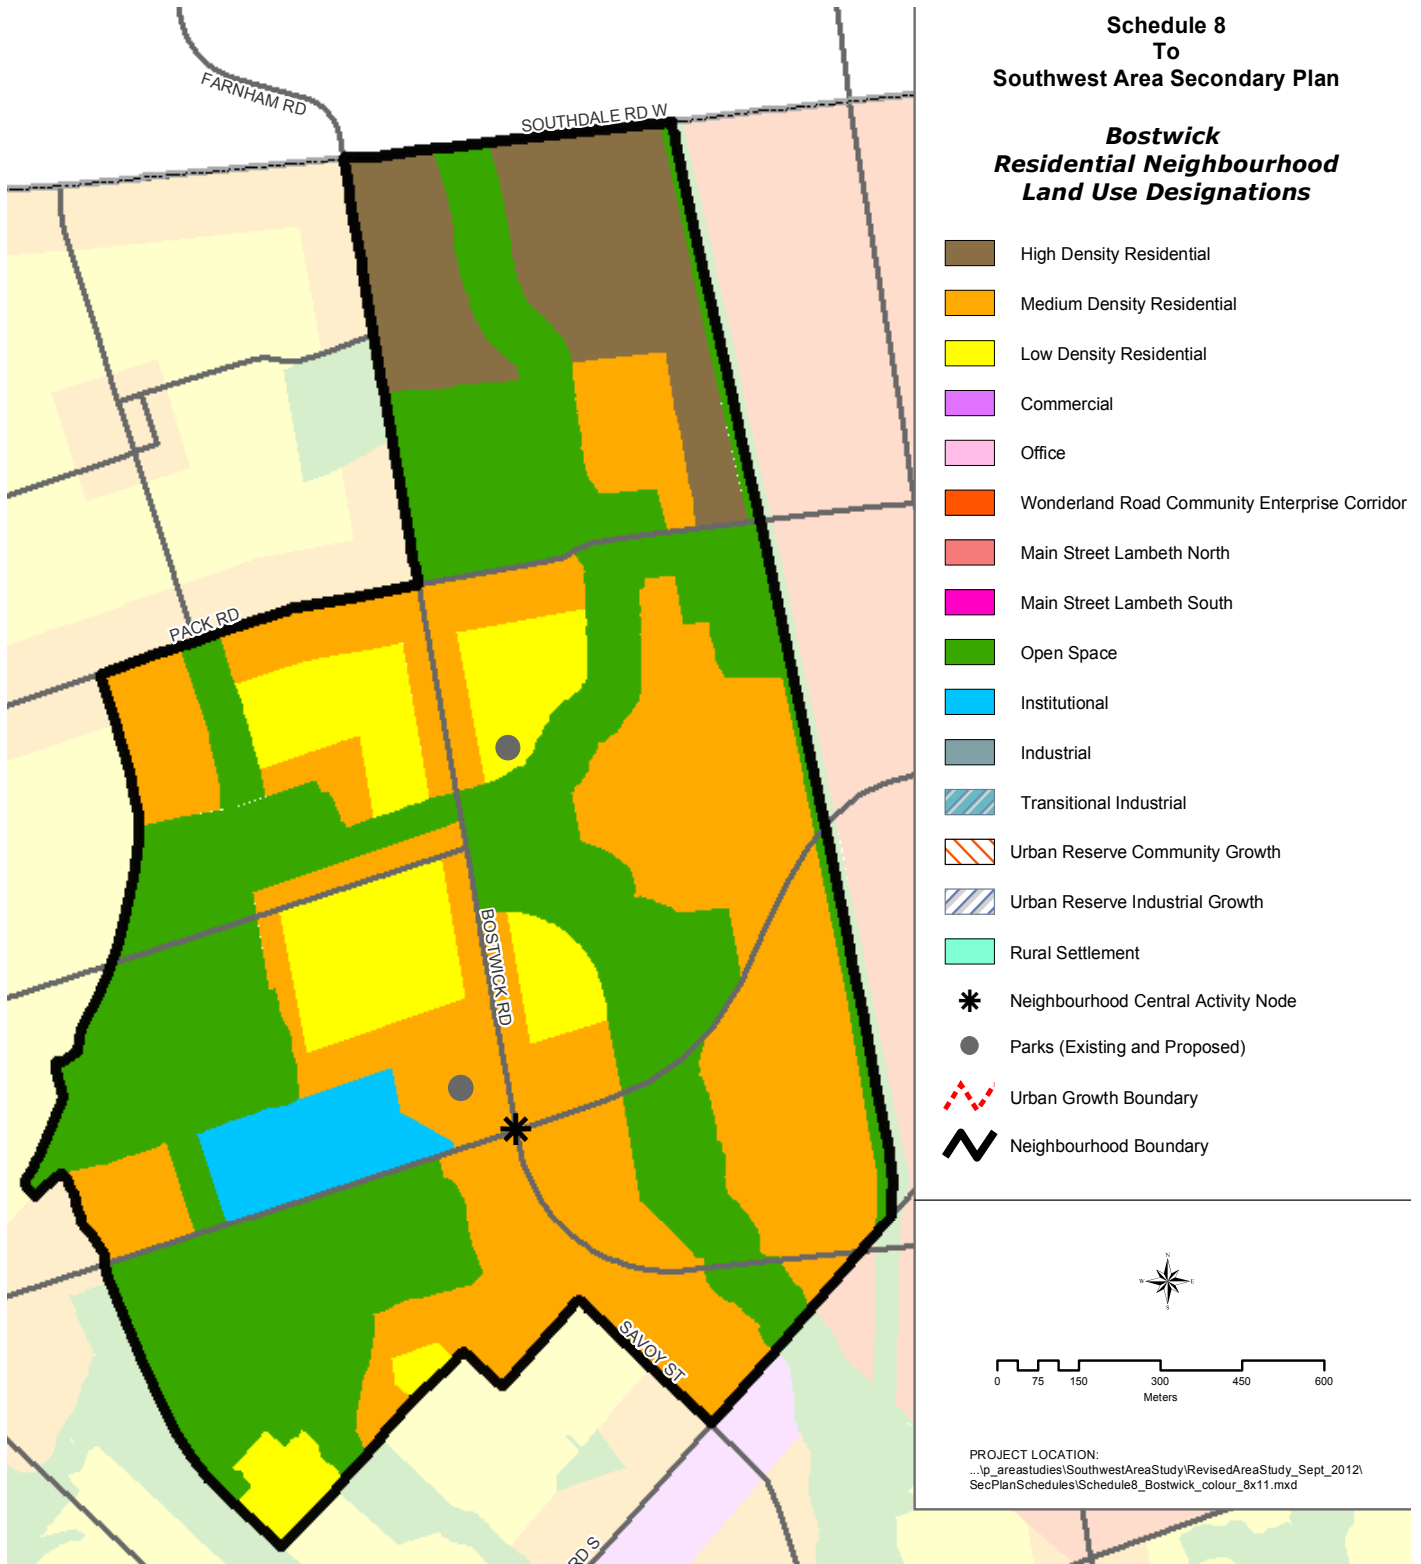 Schedule 8
To
Southwest Area Secondary Plan
Bostwick
Residential Neighbourhood
Land Use Designations
High Density Residential
Medium Density Residential
Low Density Residential
Commercial
Office
Wonderland Road Community Enterprise Corridor
Main Street Lambeth North
Main Street Lambeth South
Open Space
Institutional
Industrial
Transitional Industrial
Urban Reserve Community Growth
Urban Reserve Industrial Growth
Rural Settlement
Neighbourhood Central Activity Node
Parks (Existing and Proposed)
Urban Growth Boundary
Neighbourhood Boundary
N
W E
S
0 75 150 300 450 600
Meters
PROJECT LOCATION:
...\p_areastudies\SouthwestAreaStudy\RevisedAreaStudy_Sept_2012\
SecPlanSchedules\Schedule8_Bostwick_colour_8x11.mxd
FARNHAM RD
SOUTHDALE RD W
PACK RD
BOSTWICK RD
SAVOY ST
RD S